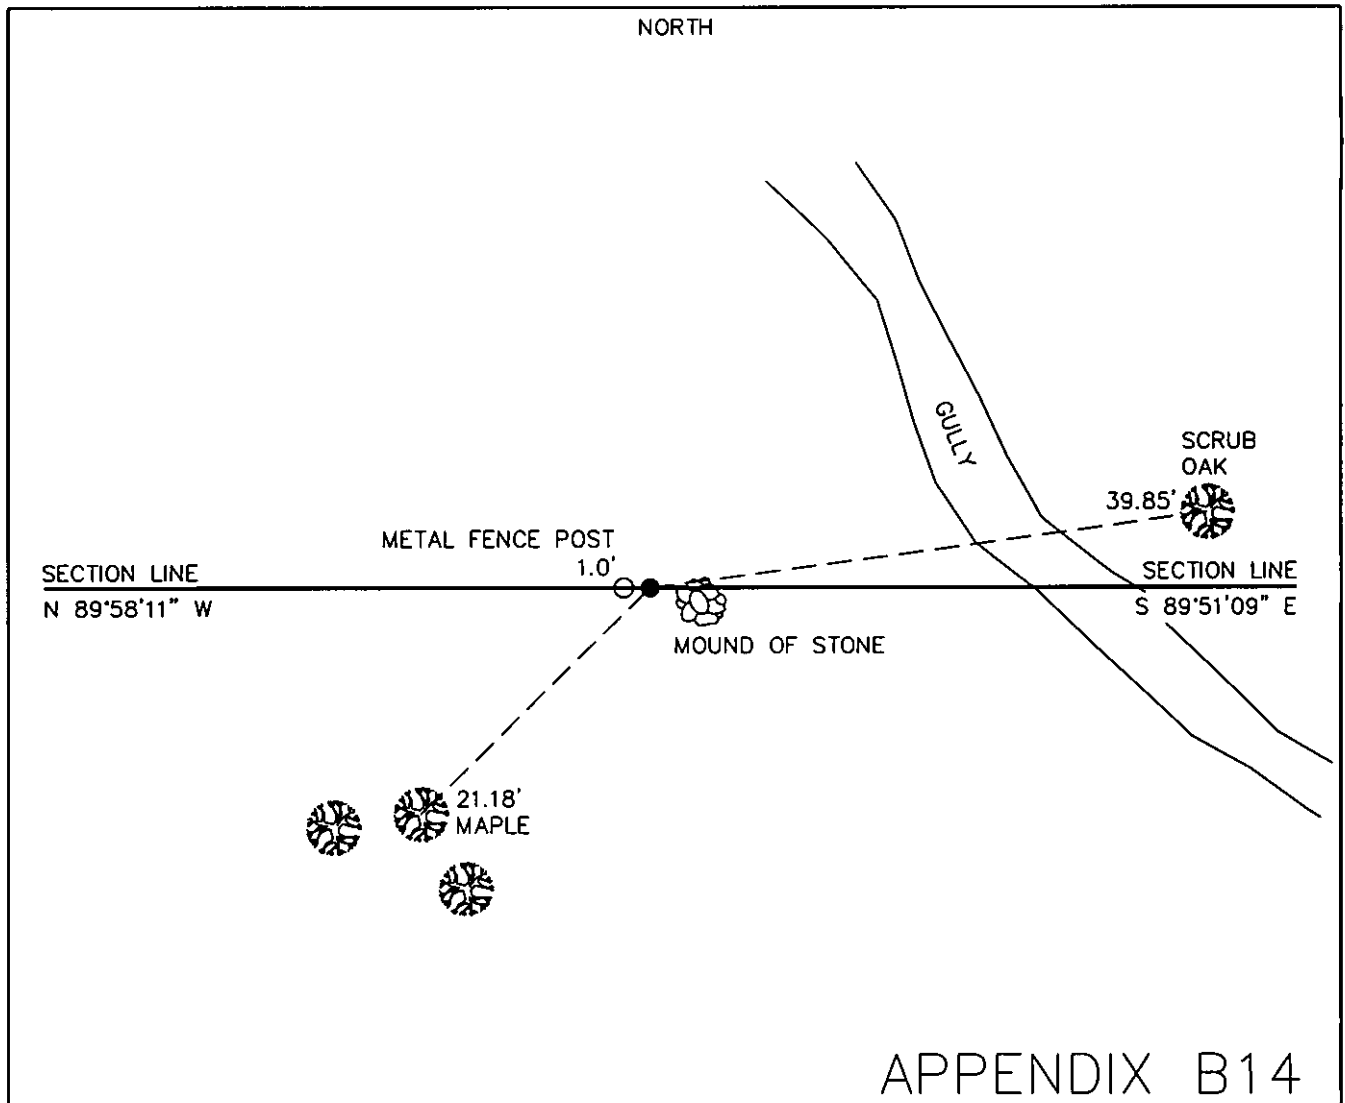 NORTH
GULLY
SCRUB
OAK
39.85'
METAL FENCE POST
1.0'
SECTION LINE
N 89°58'11" W
SECTION LINE
S 89°51'09" E
MOUND OF STONE
21.18'
MAPLE
APPENDIX B14